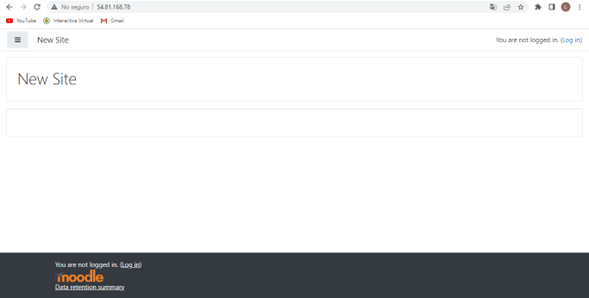 No seguro | 54.81.168.78
YouTube Interactive Virtual Gmail
New Site You are not logged in. (Log in)
New Site
You are not logged in. (Log in)
moodle
Data retention summary